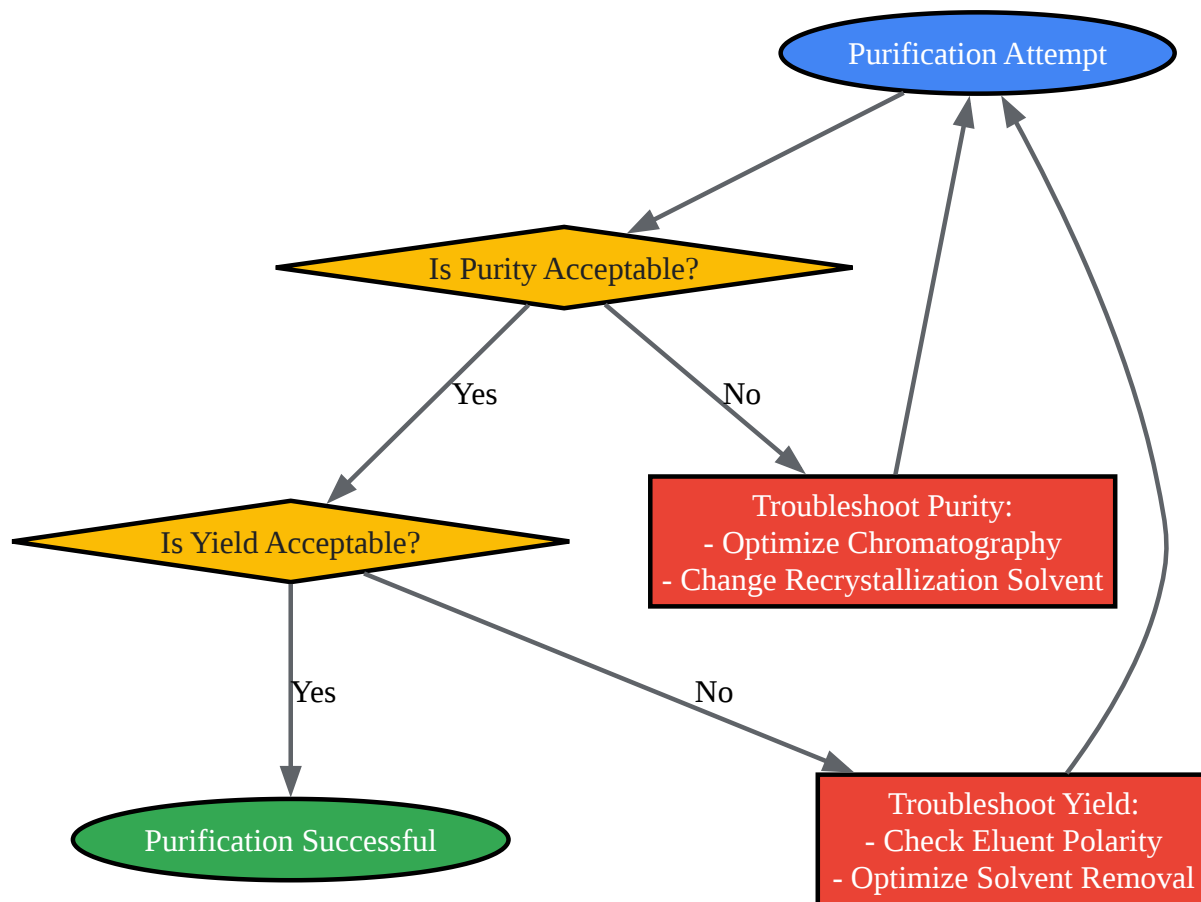 Purification Attempt
Is Purity Acceptable?
Yes
No
Troubleshoot Purity:
- Optimize Chromatography
- Change Recrystallization Solvent
Is Yield Acceptable?
Yes
No
Purification Successful
Troubleshoot Yield:
- Check Eluent Polarity
- Optimize Solvent Removal